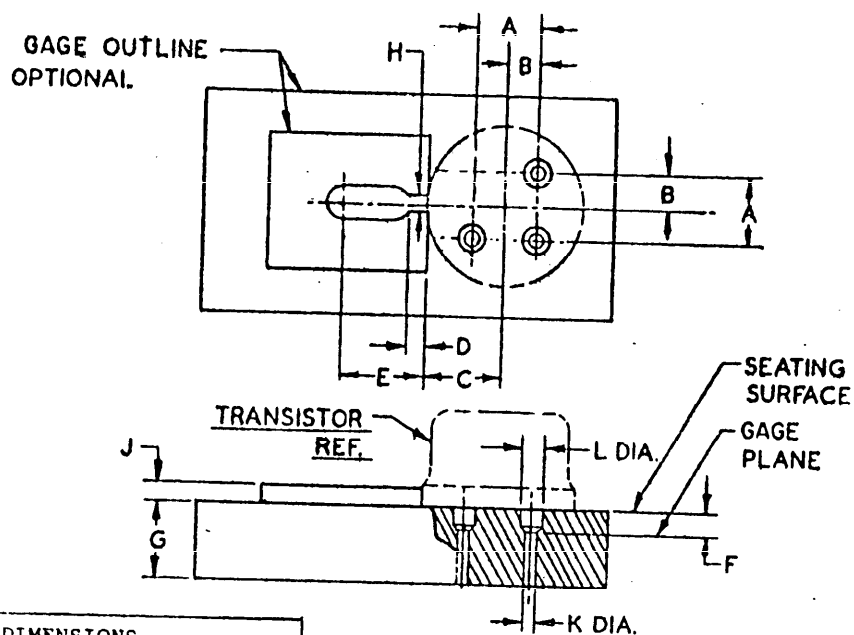 GAGE OUTLINE
OPTIONAL.
H
A
B
B
A
D
E
C
SEATING
SURFACE
TRANSISTOR
REF.
L DIA.
GAGE
PLANE
J
G
F
K DIA.
DIMENSIONS